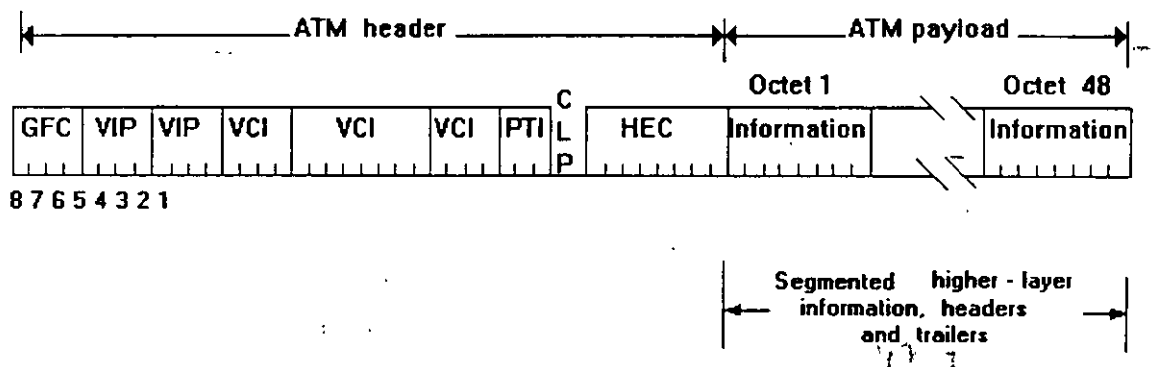 ATM header ATM payload
Octet 1 Octet 48
GFC VIP VIP VCI VCI VCI PTI CLP HEC Information Information
8 7 6 5 4 3 2 1
Segmented higher - layer
information, headers
and trailers